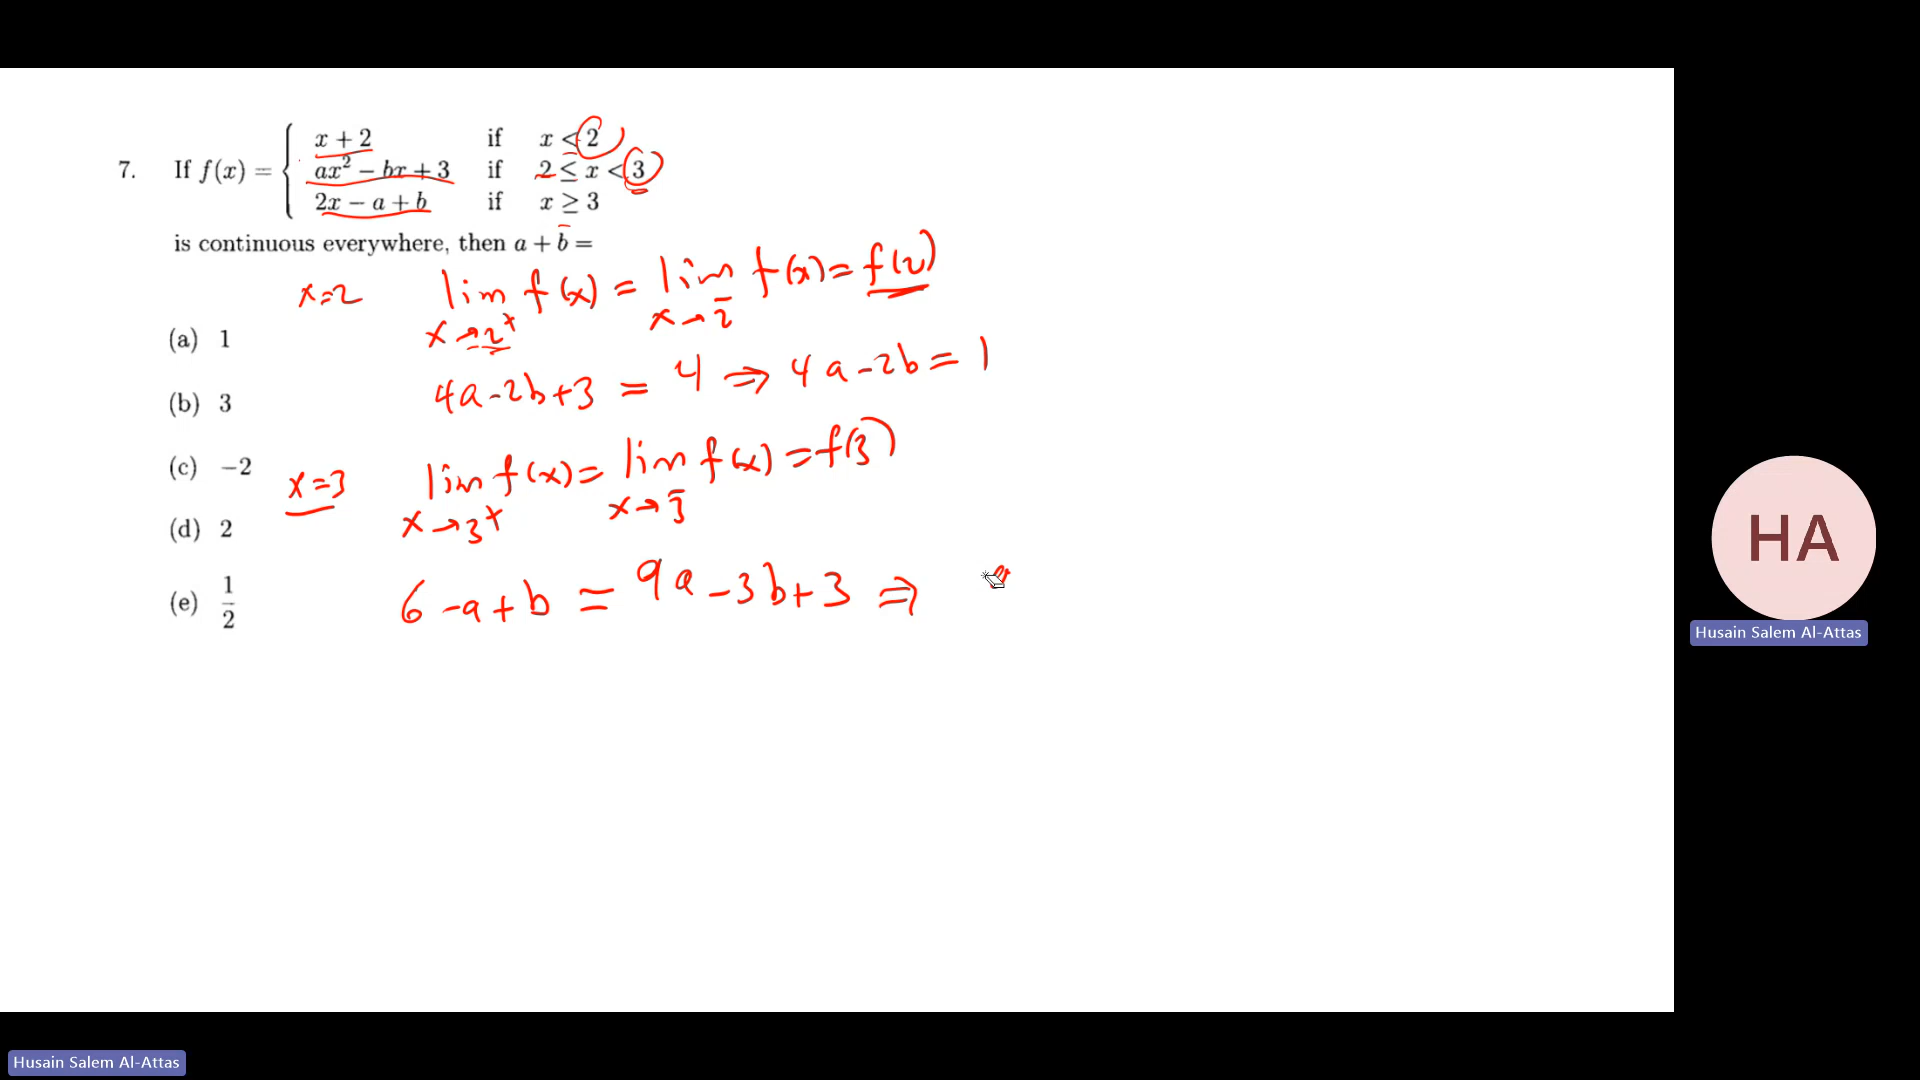 7. If f(x) = { x + 2 if x < 2
ax² − bx + 3 if 2 ≤ x < 3
2x − a + b if x ≥ 3
is continuous everywhere, then a + b =
x=2 lim f(x) = lim f(x) = f(2)
x→2⁺ x→2⁻
(a) 1
4a-2b+3 = 4 ⇒ 4a-2b = 1
(b) 3
(c) −2
x=3 lim f(x) = lim f(x) = f(3)
x→3⁺ x→3⁻
(d) 2
6-a+b = 9a-3b+3 ⇒
(e) 1/2
HA
Husain Salem Al-Attas
Husain Salem Al-Attas